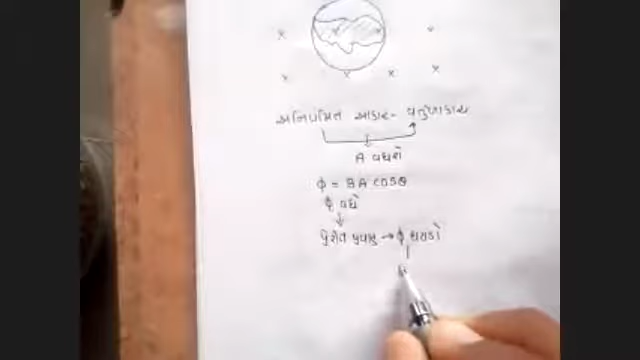 x x
x x x x
અનિયમિત આકાર - વર્તુળાકાર
A વધશે
ϕ = BA cosθ
ϕ વધે
પ્રેરિત પ્રવાહ → ϕ ઘટાડો